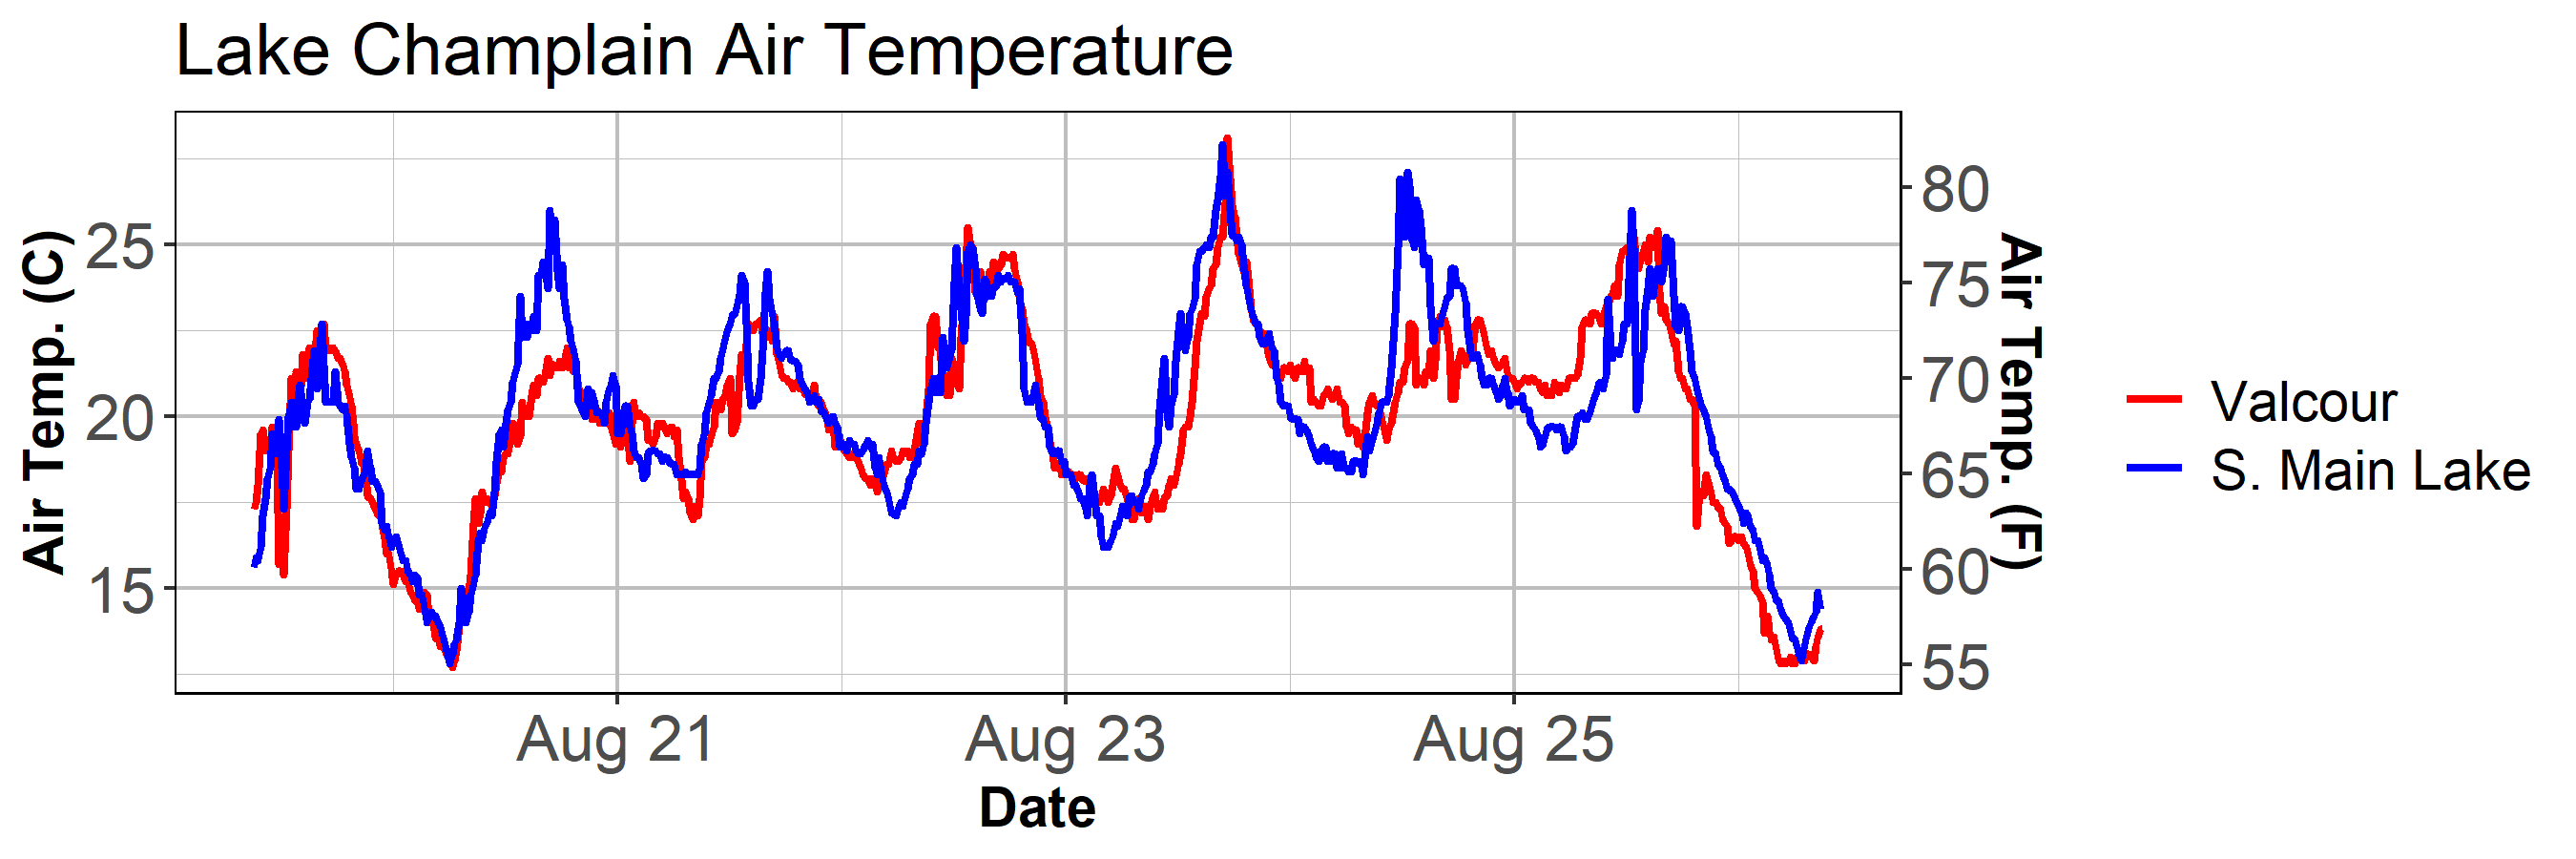 Lake Champlain Air Temperature
Air Temp. (C)
25
20
15
80
75
70
65
60
55
Air Temp. (F)
Aug 21
Aug 23
Aug 25
Date
Valcour
S. Main Lake